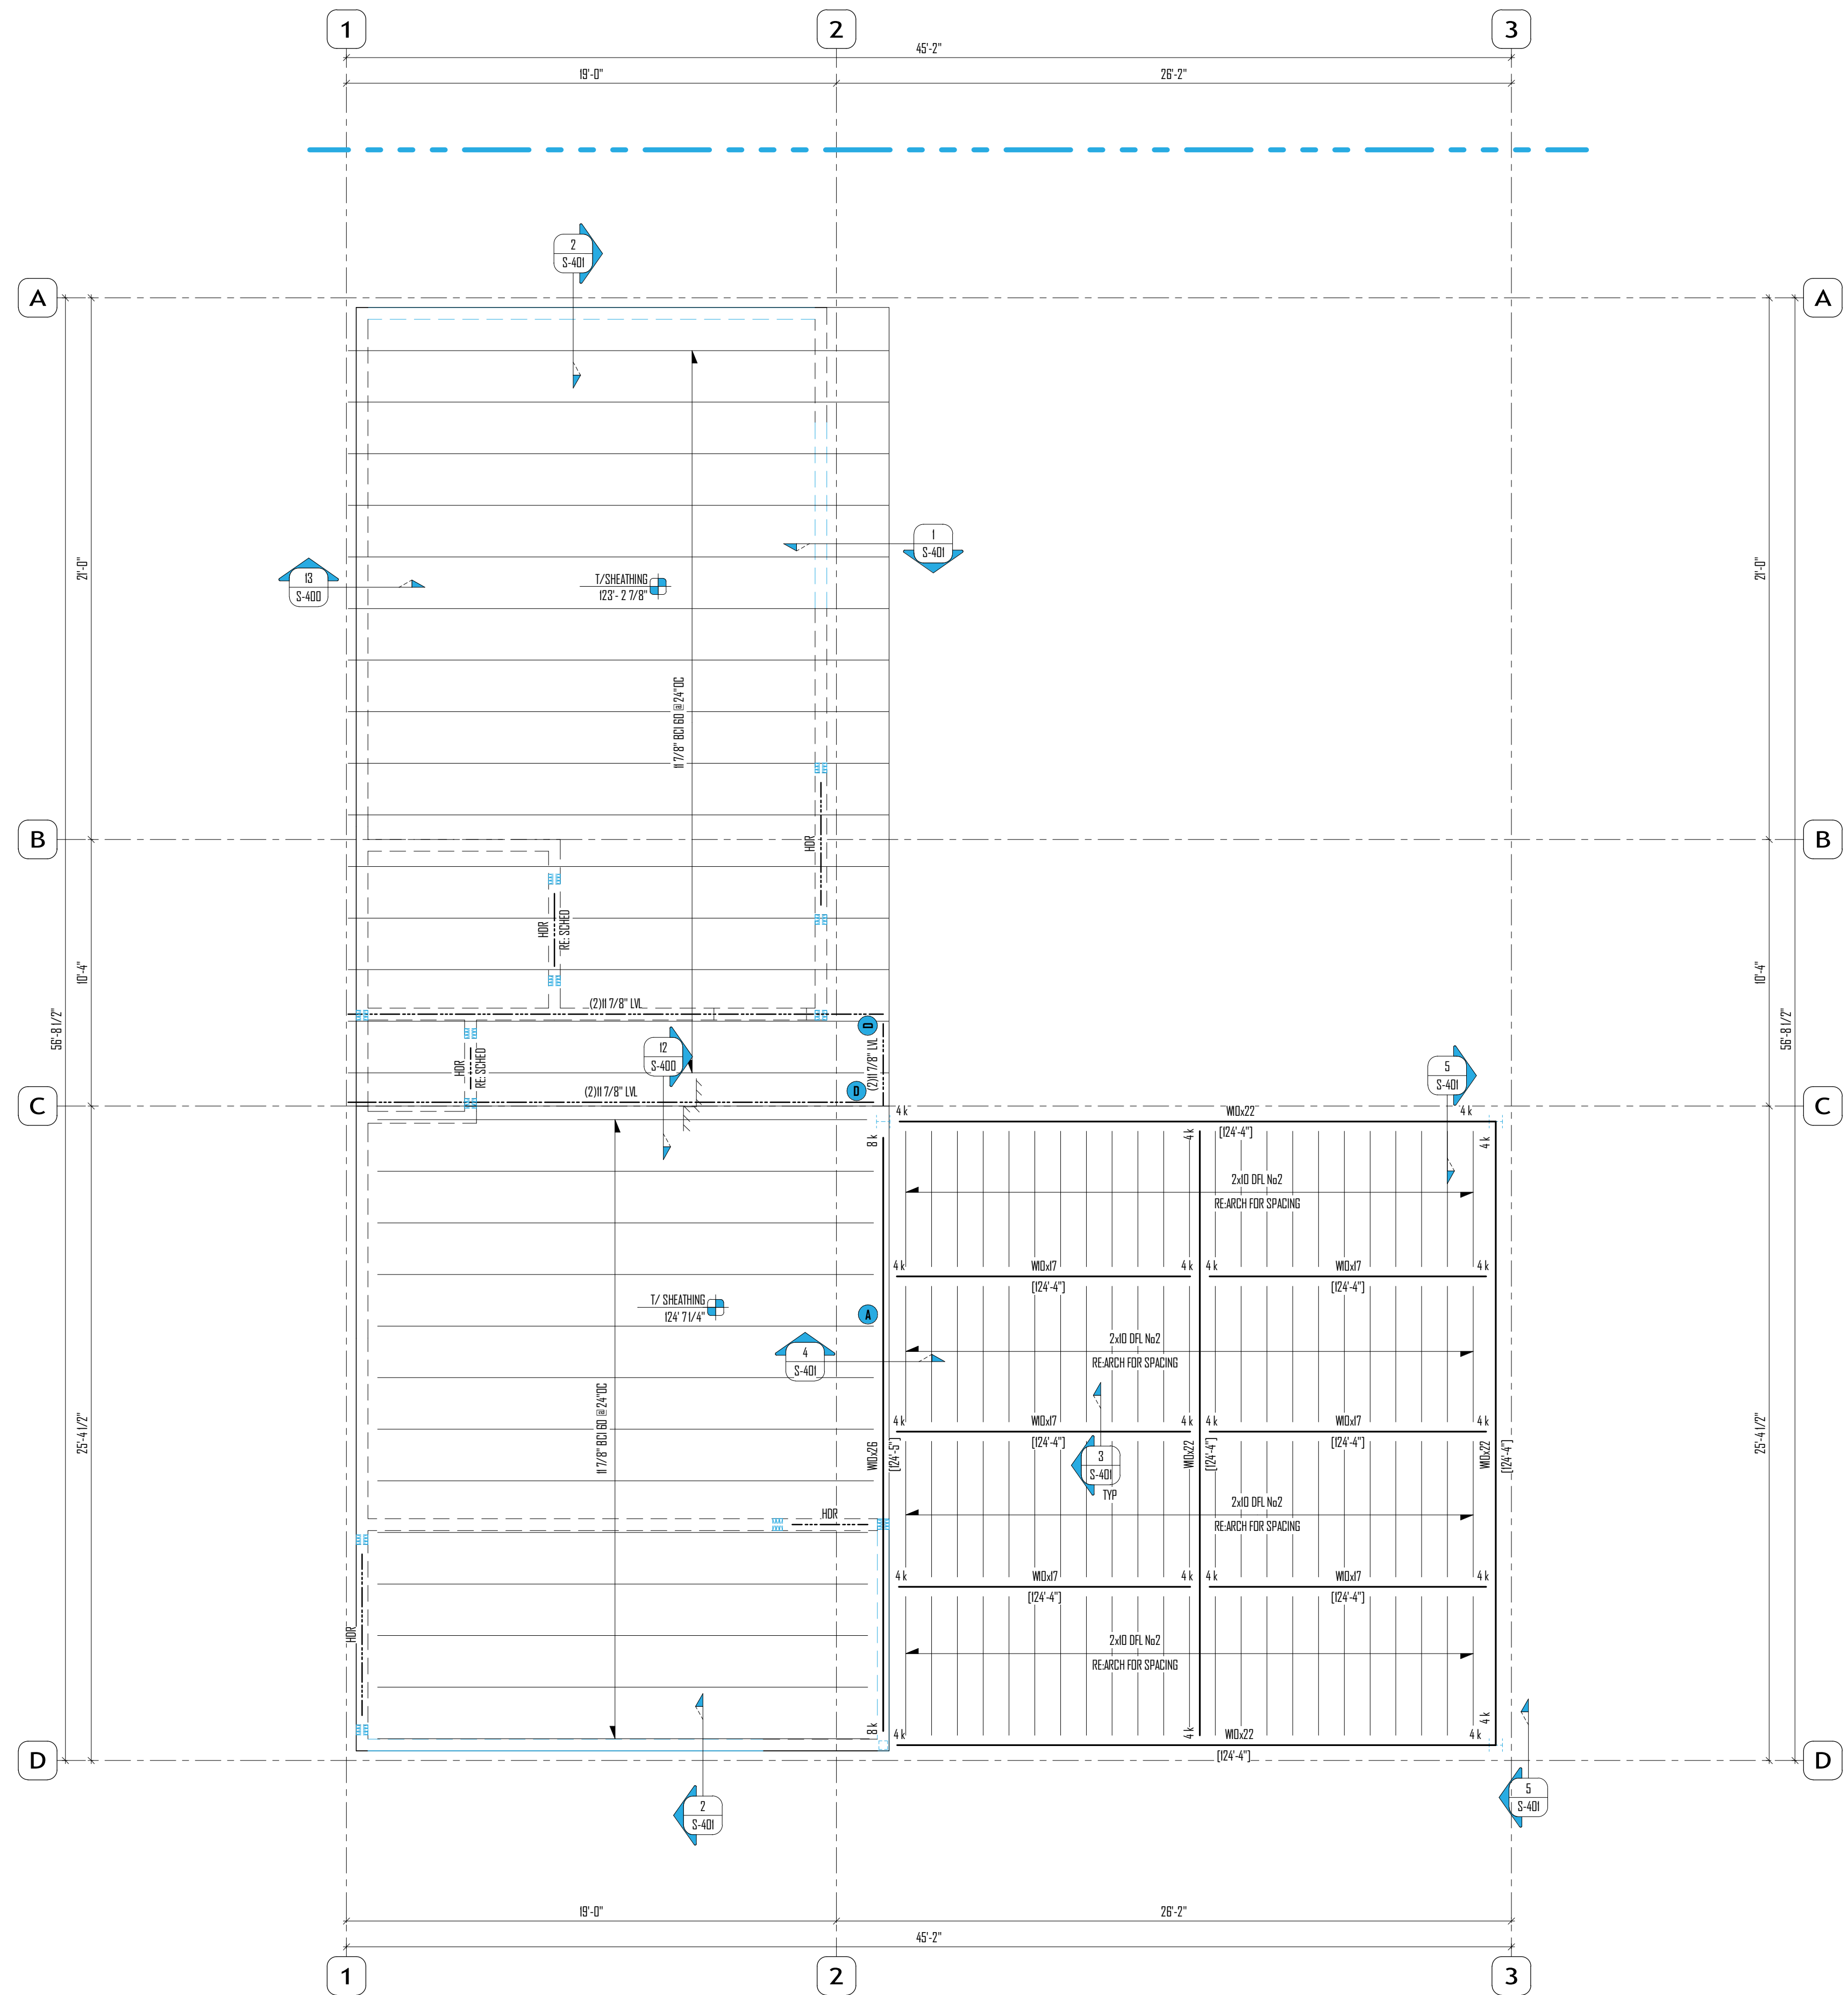 1
2
3
45'-2"
19'-0"
26'-2"
2
S-401
A
A
1
S-401
21'-0"
21'-0"
13
S-400
T/SHEATHING
123'- 2 7/8"
11 7/8" BCI 60 @24"OC
B
B
HDR
HDR
RE: SCHED
10'-4"
10'-4"
(2)11 7/8" LVL
56'-8 1/2"
56'-8 1/2"
D
12
S-400
HDR
RE: SCHED
(2)11 7/8" LVL
5
S-401
(2)11 7/8" LVL
D
C
C
4 k
W10x22
4 k
[124'-4"]
8 k
4 k
4 k
2x10 DFL No2
RE:ARCH FOR SPACING
4 k
W10x17
4 k
4 k
W10x17
4 k
[124'-4"]
[124'-4"]
T/ SHEATHING
124' 7 1/4"
A
2x10 DFL No2
RE:ARCH FOR SPACING
4
S-401
11 7/8" BCI 60 @24"OC
25'-4 1/2"
25'-4 1/2"
4 k
W10x17
4 k
4 k
W10x17
4 k
[124'-4"]
[124'-4"]
W10x26
[124'-5"]
3
S-401
TYP
W10x22
[124'-4"]
W10x22
[124'-4"]
2x10 DFL No2
RE:ARCH FOR SPACING
HDR
4 k
W10x17
4 k
4 k
W10x17
4 k
[124'-4"]
[124'-4"]
HDR
2x10 DFL No2
RE:ARCH FOR SPACING
8 k
4 k
4 k
4 k
W10x22
4 k
[124'-4"]
D
D
2
S-401
5
S-401
19'-0"
26'-2"
45'-2"
1
2
3